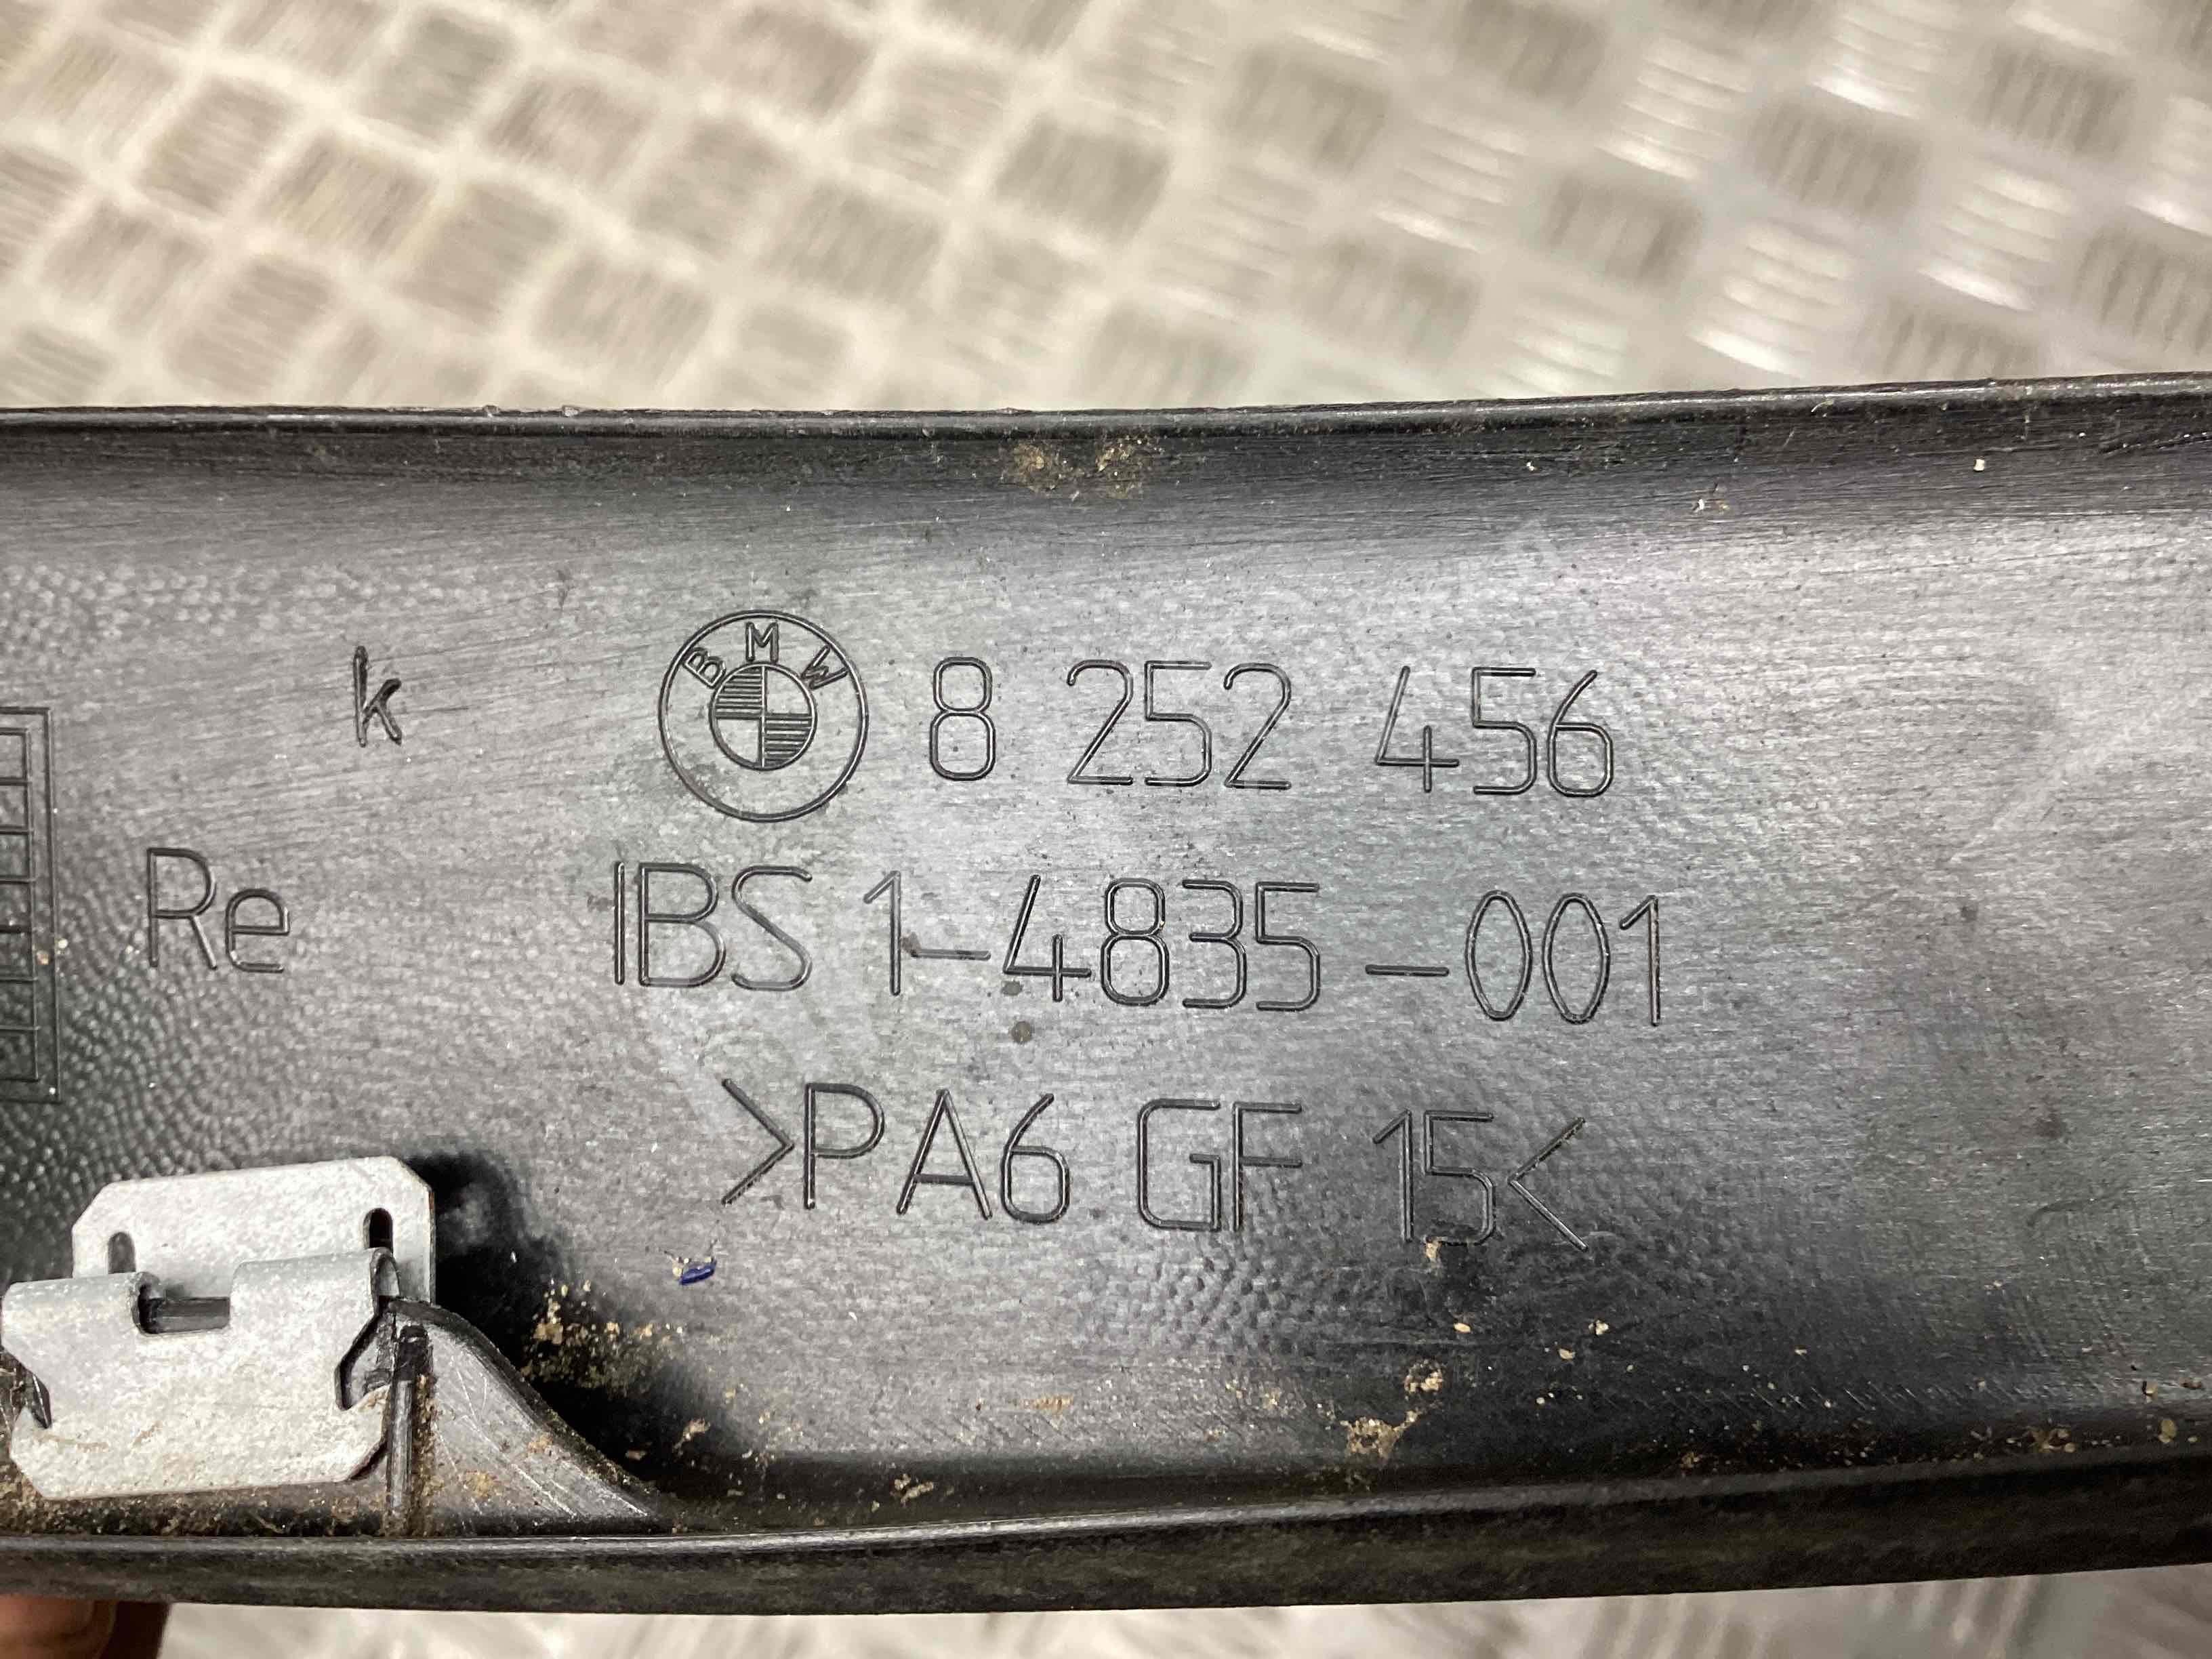 k
BMW 8 252 456
Re IBS 1-4835-001
>PA6 GF 15<